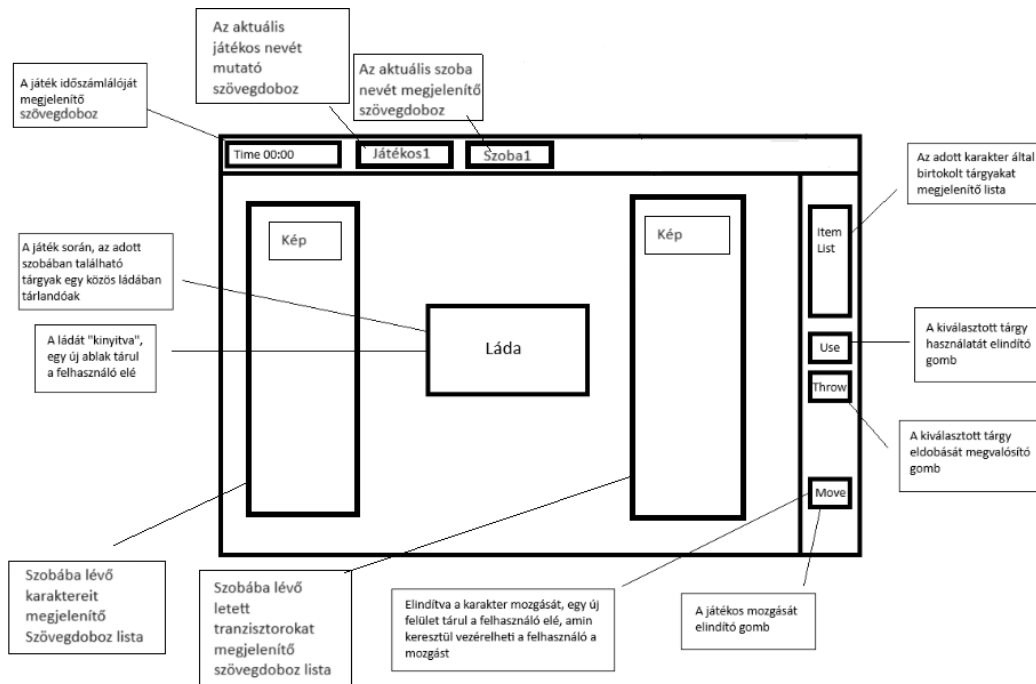 Az aktuális
játékos nevét
mutató
szövegdoboz
Az aktuális szoba
nevét megjelenítő
szövegdoboz
A játék időszámlálóját
megjelenítő
szövegdoboz
Time 00:00
Játékos1
Szoba1
Az adott karakter által
birtokolt tárgyakat
megjelenítő lista
Kép
Kép
Item
List
A játék során, az adott
szobában található
tárgyak egy közös ládában
tárlandóak
A ládát "kinyitva",
egy új ablak tárul
a felhasználó elé
Láda
Use
Throw
A kiválasztott tárgy
használatát elindító
gomb
A kiválasztott tárgy
eldobását megvalósító
gomb
Move
Szobába lévő
karaktereit
megjelenítő
Szövegdoboz lista
Szobába lévő
letett
tranzisztorokat
megjelenítő
szövegdoboz lista
Elindítva a karakter mozgását, egy új
felület tárul a felhasználó elé, amin
keresztül vezérelheti a felhasználó a
mozgást
A játékos mozgását
elindító gomb